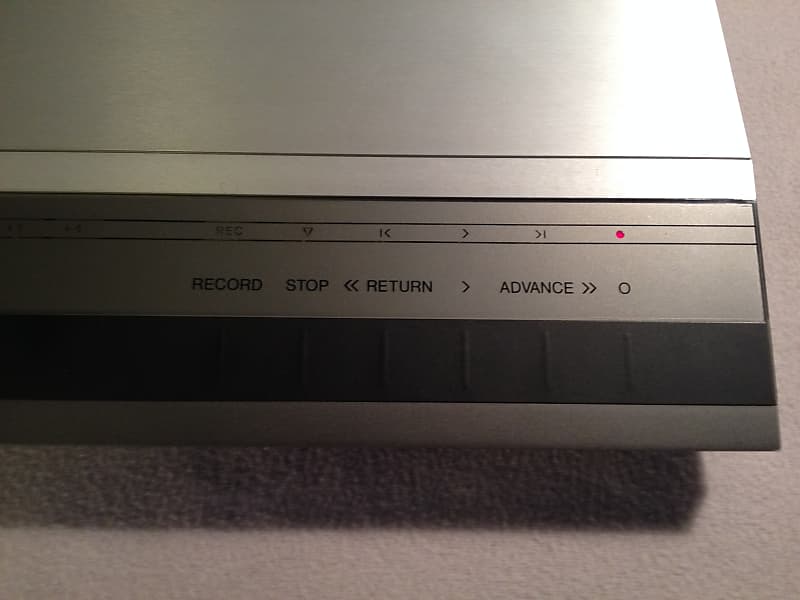 REC ▽ |< > >| ●
RECORD STOP << RETURN > ADVANCE >> O